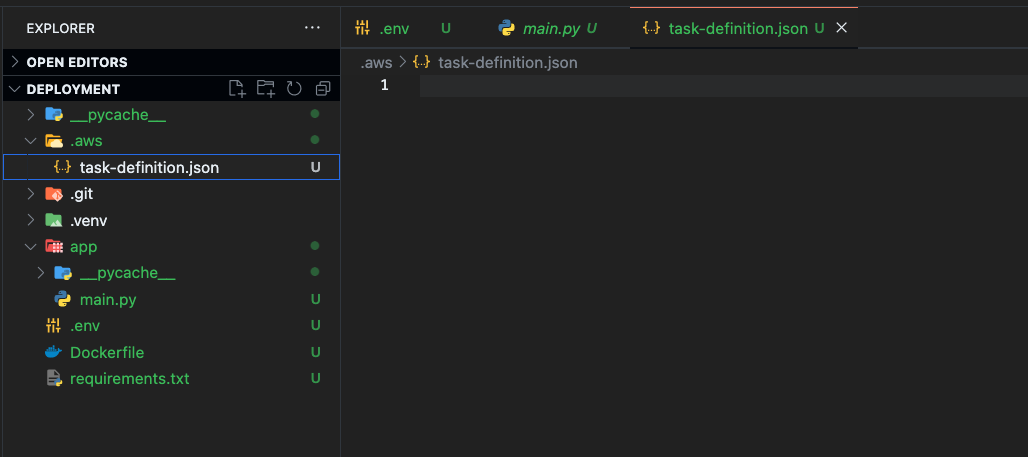 EXPLORER ...
OPEN EDITORS
DEPLOYMENT
__pycache__
.aws
task-definition.json U
.git
.venv
app
__pycache__
main.py U
.env U
Dockerfile U
requirements.txt U
.env U main.py U {..} task-definition.json U
.aws > {..} task-definition.json
1